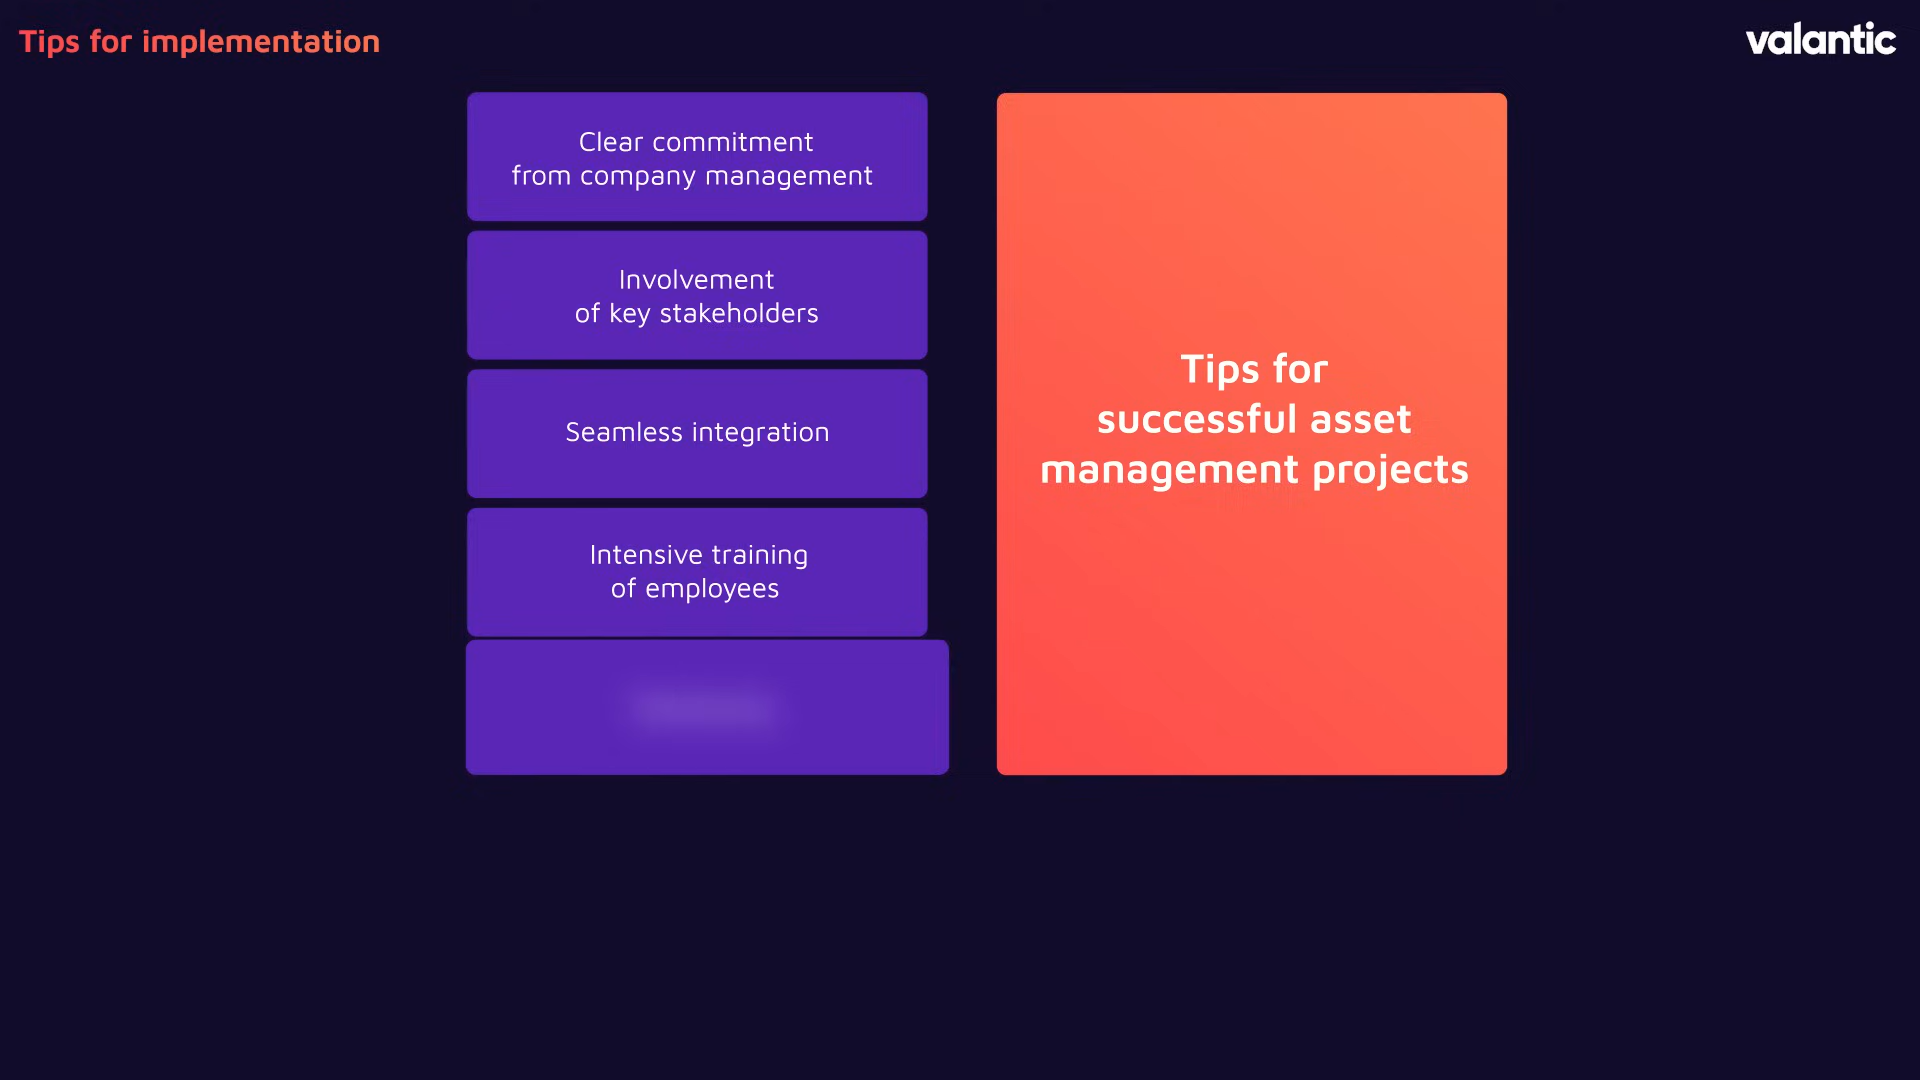 Tips for implementation
valantic
Clear commitment
from company management
Involvement
of key stakeholders
Seamless integration
Intensive training
of employees
Tips for
successful asset
management projects